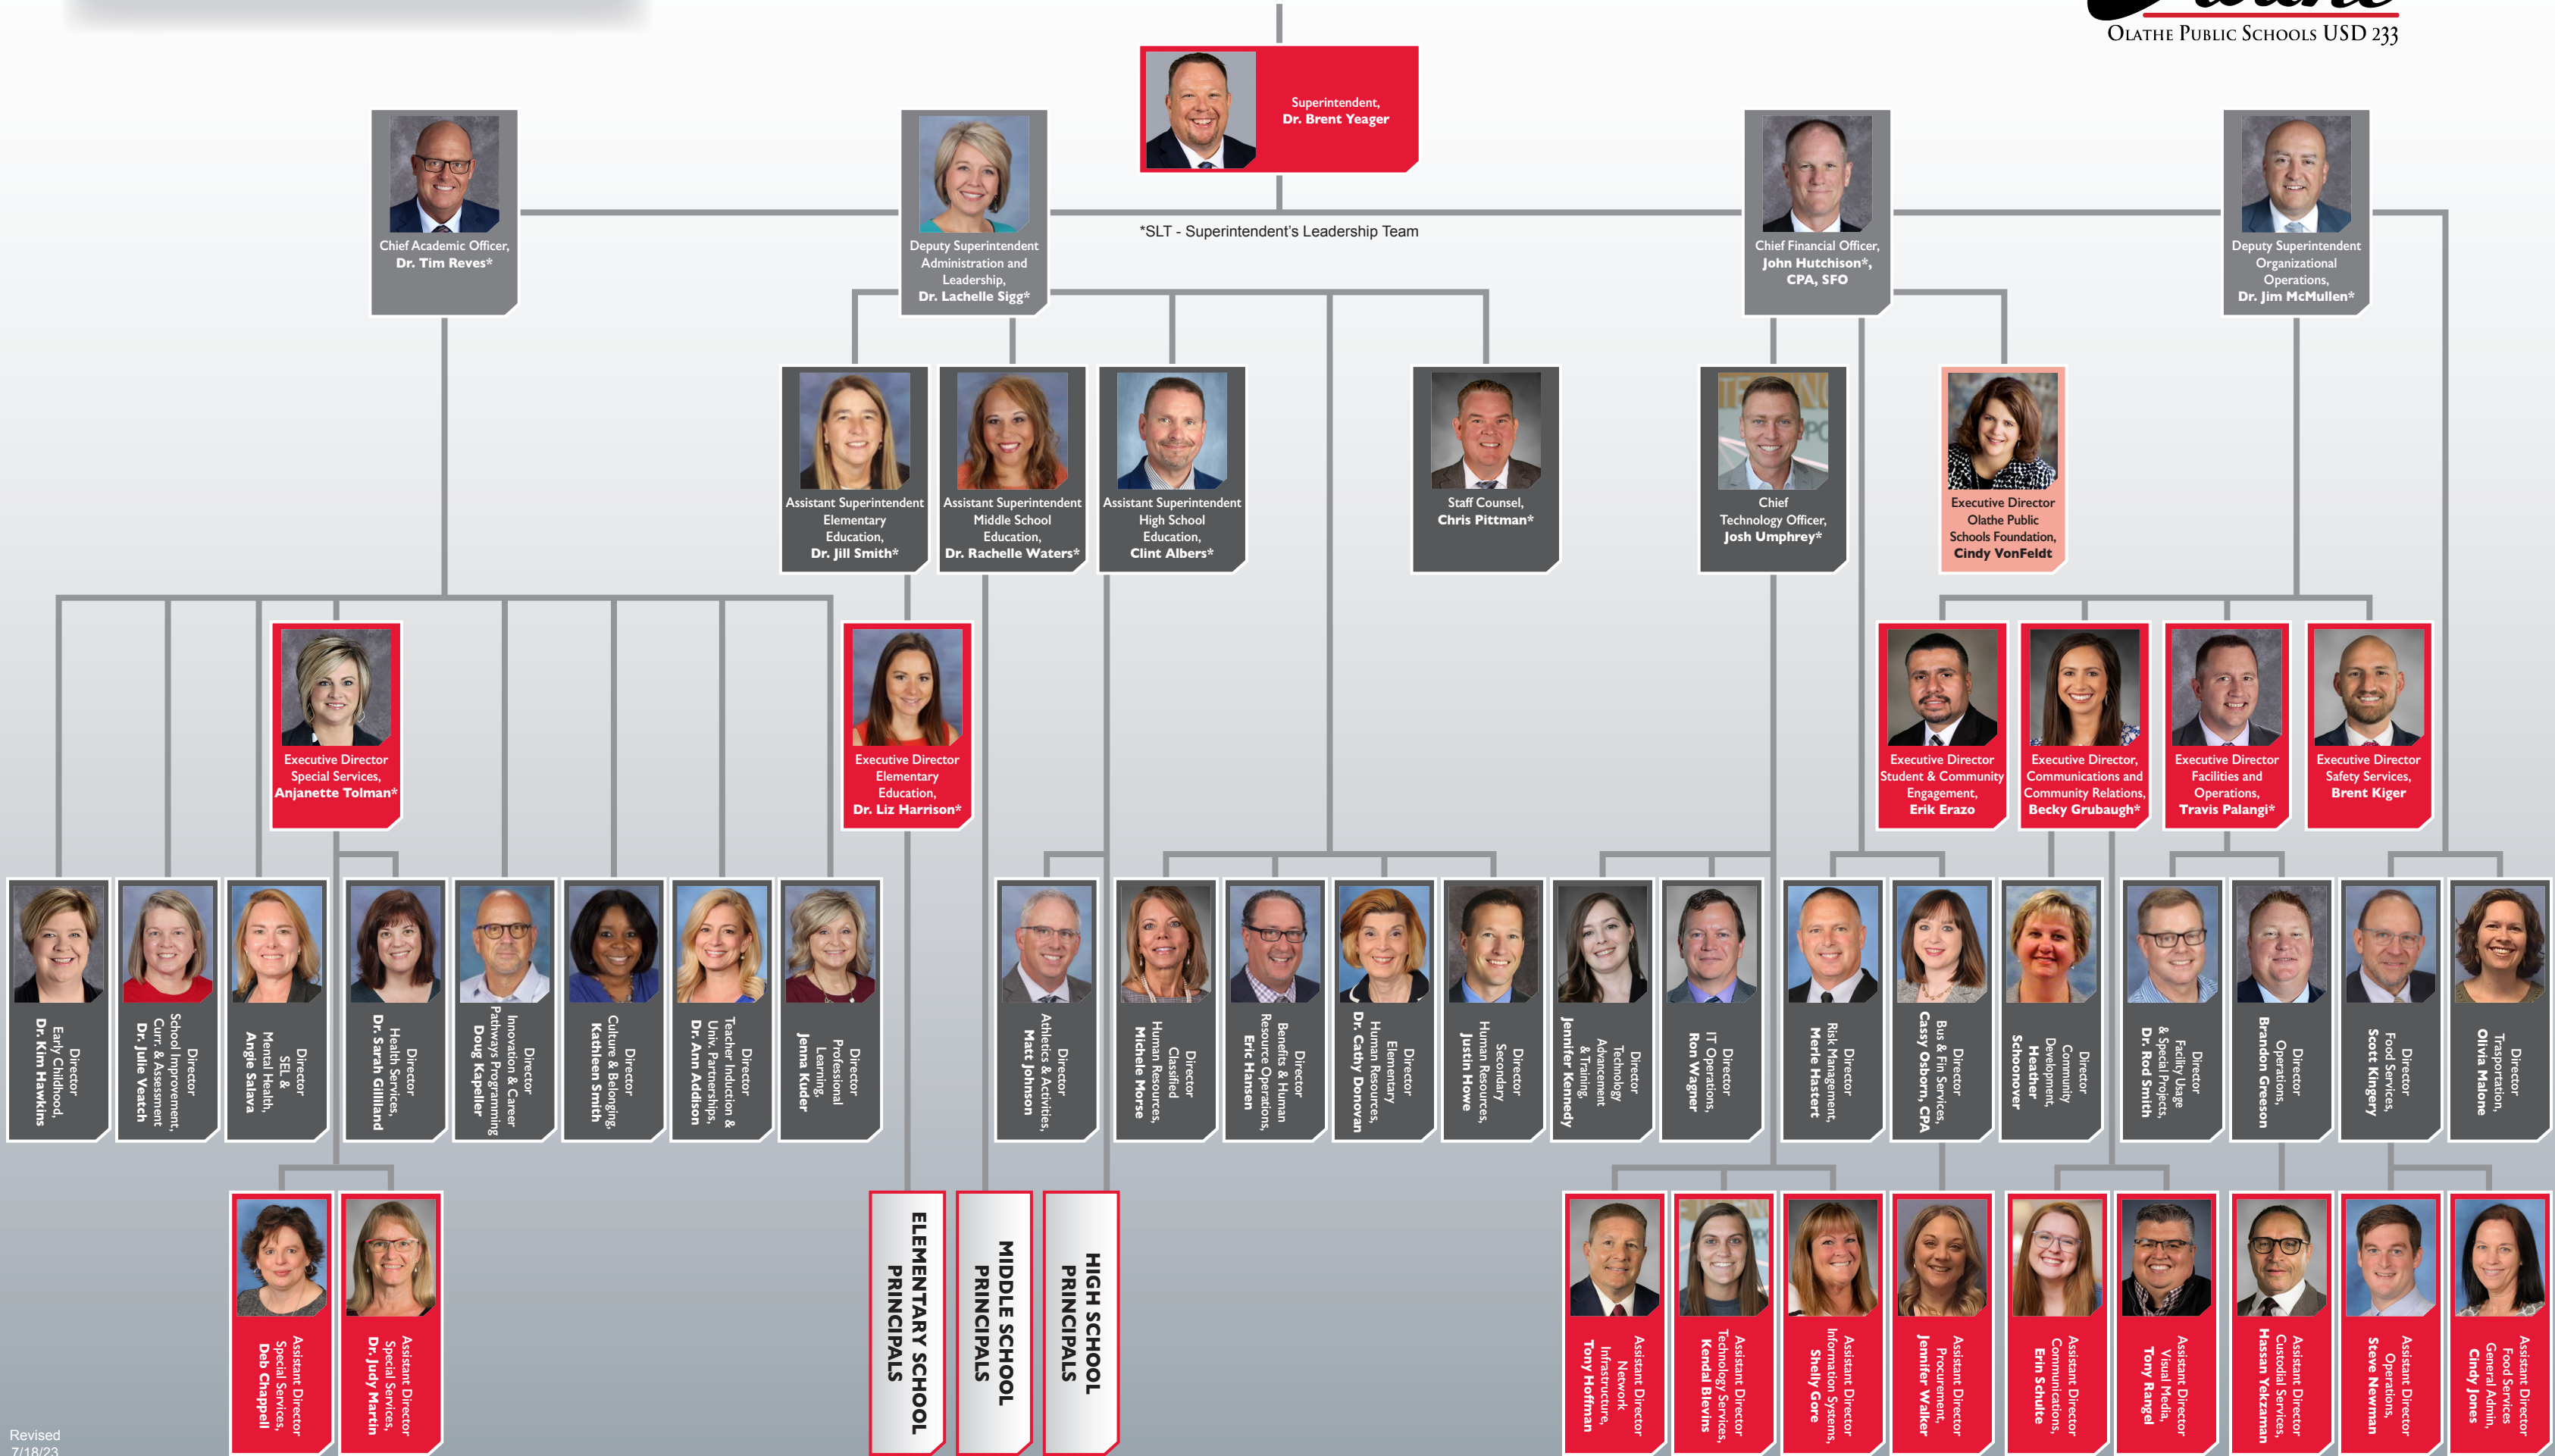 OLATHE PUBLIC SCHOOLS USD 233
Superintendent,
Dr. Brent Yeager
*SLT - Superintendent's Leadership Team
Chief Academic Officer,
Dr. Tim Reves*
Deputy Superintendent
Administration and
Leadership,
Dr. Lachelle Sigg*
Chief Financial Officer,
John Hutchison*,
CPA, SFO
Deputy Superintendent
Organizational
Operations,
Dr. Jim McMullen*
Assistant Superintendent
Elementary
Education,
Dr. Jill Smith*
Assistant Superintendent
Middle School
Education,
Dr. Rachelle Waters*
Assistant Superintendent
High School
Education,
Clint Albers*
Staff Counsel,
Chris Pittman*
Chief
Technology Officer,
Josh Umphrey*
Executive Director
Olathe Public
Schools Foundation,
Cindy VonFeldt
Executive Director
Special Services,
Anjanette Tolman*
Executive Director
Elementary
Education,
Dr. Liz Harrison*
Executive Director
Student & Community
Engagement,
Erik Erazo
Executive Director,
Communications and
Community Relations,
Becky Grubaugh*
Executive Director
Facilities and
Operations,
Travis Palangi*
Executive Director
Safety Services,
Brent Kiger
Director
Early Childhood,
Dr. Kim Hawkins
Director
School Improvement,
Curr. & Assessment
Dr. Julie Veatch
Director
SEL &
Mental Health,
Angie Salava
Director
Health Services,
Dr. Sarah Gilliland
Director
Innovation & Career
Pathways Programming
Doug Kapeller
Director
Culture & Belonging,
Kathleen Smith
Director
Teacher Induction &
Univ. Partnerships,
Dr. Ann Addison
Director
Professional
Learning,
Jenna Kuder
Director
Athletics & Activities,
Matt Johnson
Director
Classified
Human Resources,
Michele Morse
Director
Benefits & Human
Resource Operations,
Eric Hansen
Director
Elementary
Human Resources,
Dr. Cathy Donovan
Director
Secondary
Human Resources,
Justin Howe
Director
Technology
Advancement
& Training,
Jennifer Kennedy
Director
IT Operations,
Ron Wagner
Director
Risk Management,
Merle Hastert
Director
Bus & Fin Services,
Cassy Osborn, CPA
Director
Community
Development,
Heather
Schoonover
Director
Facility Usage
& Special Projects,
Dr. Rod Smith
Director
Operations,
Brandon Greeson
Director
Food Services,
Scott Kingery
Director
Trasportation,
Olivia Malone
Assistant Director
Special Services,
Deb Chappell
Assistant Director
Special Services,
Dr. Judy Martin
ELEMENTARY SCHOOL
PRINCIPALS
MIDDLE SCHOOL
PRINCIPALS
HIGH SCHOOL
PRINCIPALS
Assistant Director
Network
Infrastructure,
Tony Hoffman
Assistant Director
Technology Services,
Kendal Blevins
Assistant Director
Information Systems,
Shelly Gore
Assistant Director
Procurement,
Jennifer Walker
Assistant Director
Communications,
Erin Schulte
Assistant Director
Visual Media,
Tony Rangel
Assistant Director
Custodial Services,
Hassan Yekzaman
Assistant Director
Operations,
Steve Newman
Assistant Director
Food Services
General Admin,
Cindy Jones
Revised
7/18/23